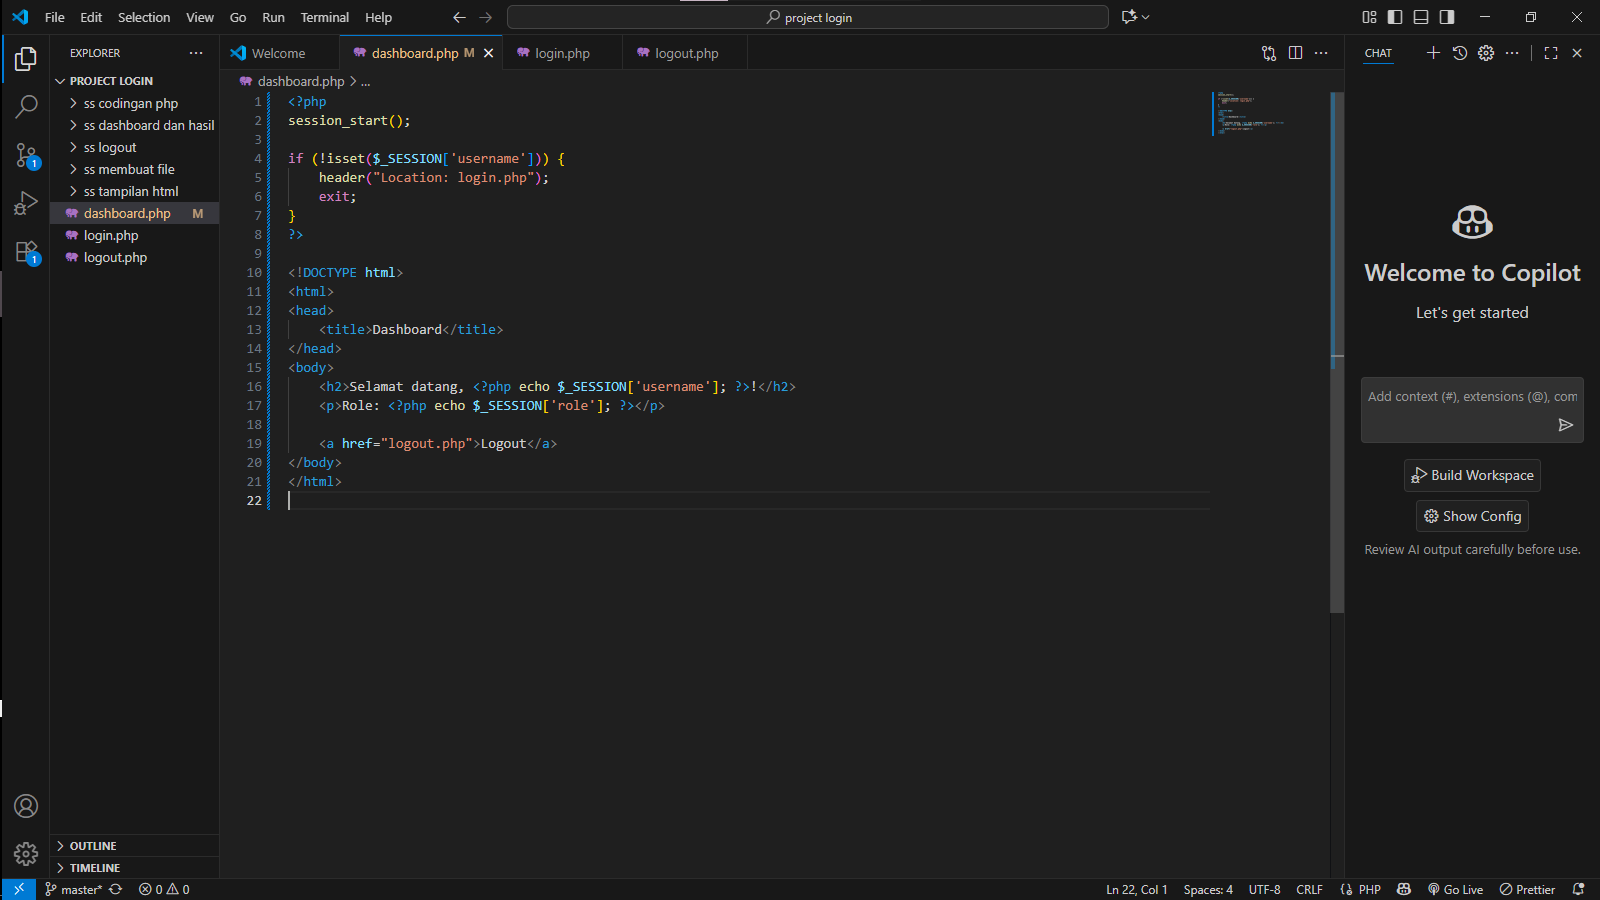 File Edit Selection View Go Run Terminal Help
project login
EXPLORER
PROJECT LOGIN
ss codingan php
ss dashboard dan hasil
ss logout
ss membuat file
ss tampilan html
dashboard.php M
login.php
logout.php
OUTLINE
TIMELINE
1
1
Welcome
dashboard.php M
login.php
logout.php
dashboard.php > ...
1 <?php
2 session_start();
3
4 if (!isset($_SESSION['username'])) {
5 header("Location: login.php");
6 exit;
7 }
8 ?>
9
10 <!DOCTYPE html>
11 <html>
12 <head>
13 <title>Dashboard</title>
14 </head>
15 <body>
16 <h2>Selamat datang, <?php echo $_SESSION['username']; ?>!</h2>
17 <p>Role: <?php echo $_SESSION['role']; ?></p>
18
19 <a href="logout.php">Logout</a>
20 </body>
21 </html>
22
CHAT
Welcome to Copilot
Let's get started
Add context (#), extensions (@), com
Build Workspace
Show Config
Review AI output carefully before use.
master* 0 0
Ln 22, Col 1 Spaces: 4 UTF-8 CRLF PHP Go Live Prettier